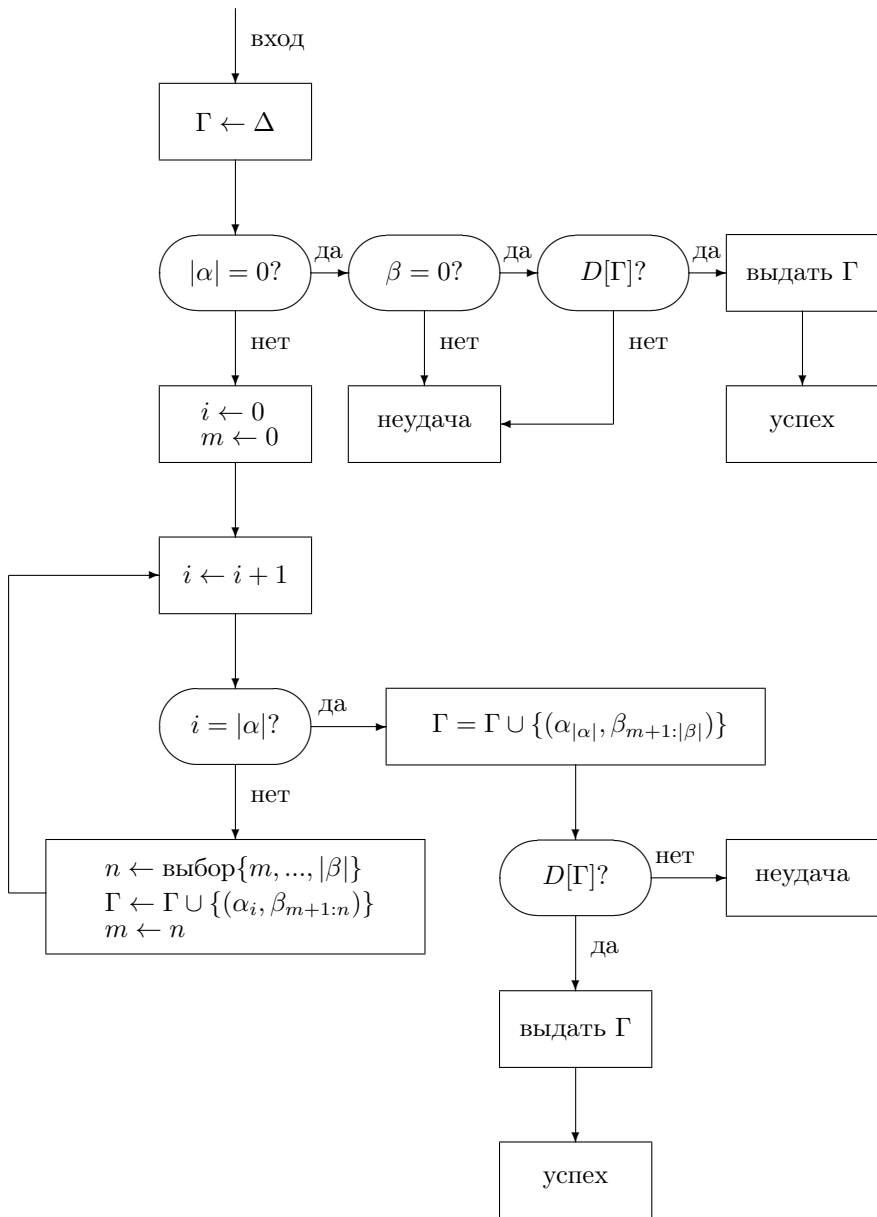 вход
Γ ← Δ
|α| = 0?
да
β = 0?
да
D[Γ]?
да
выдать Γ
нет
нет
нет
i ← 0
m ← 0
неудача
успех
i ← i + 1
i = |α|?
да
Γ = Γ ∪ {(α_{|α|}, β_{m+1:|β|})}
нет
n ← выбор{m, ..., |β|}
Γ ← Γ ∪ {(α_i, β_{m+1:n})}
m ← n
D[Γ]?
нет
неудача
да
выдать Γ
успех